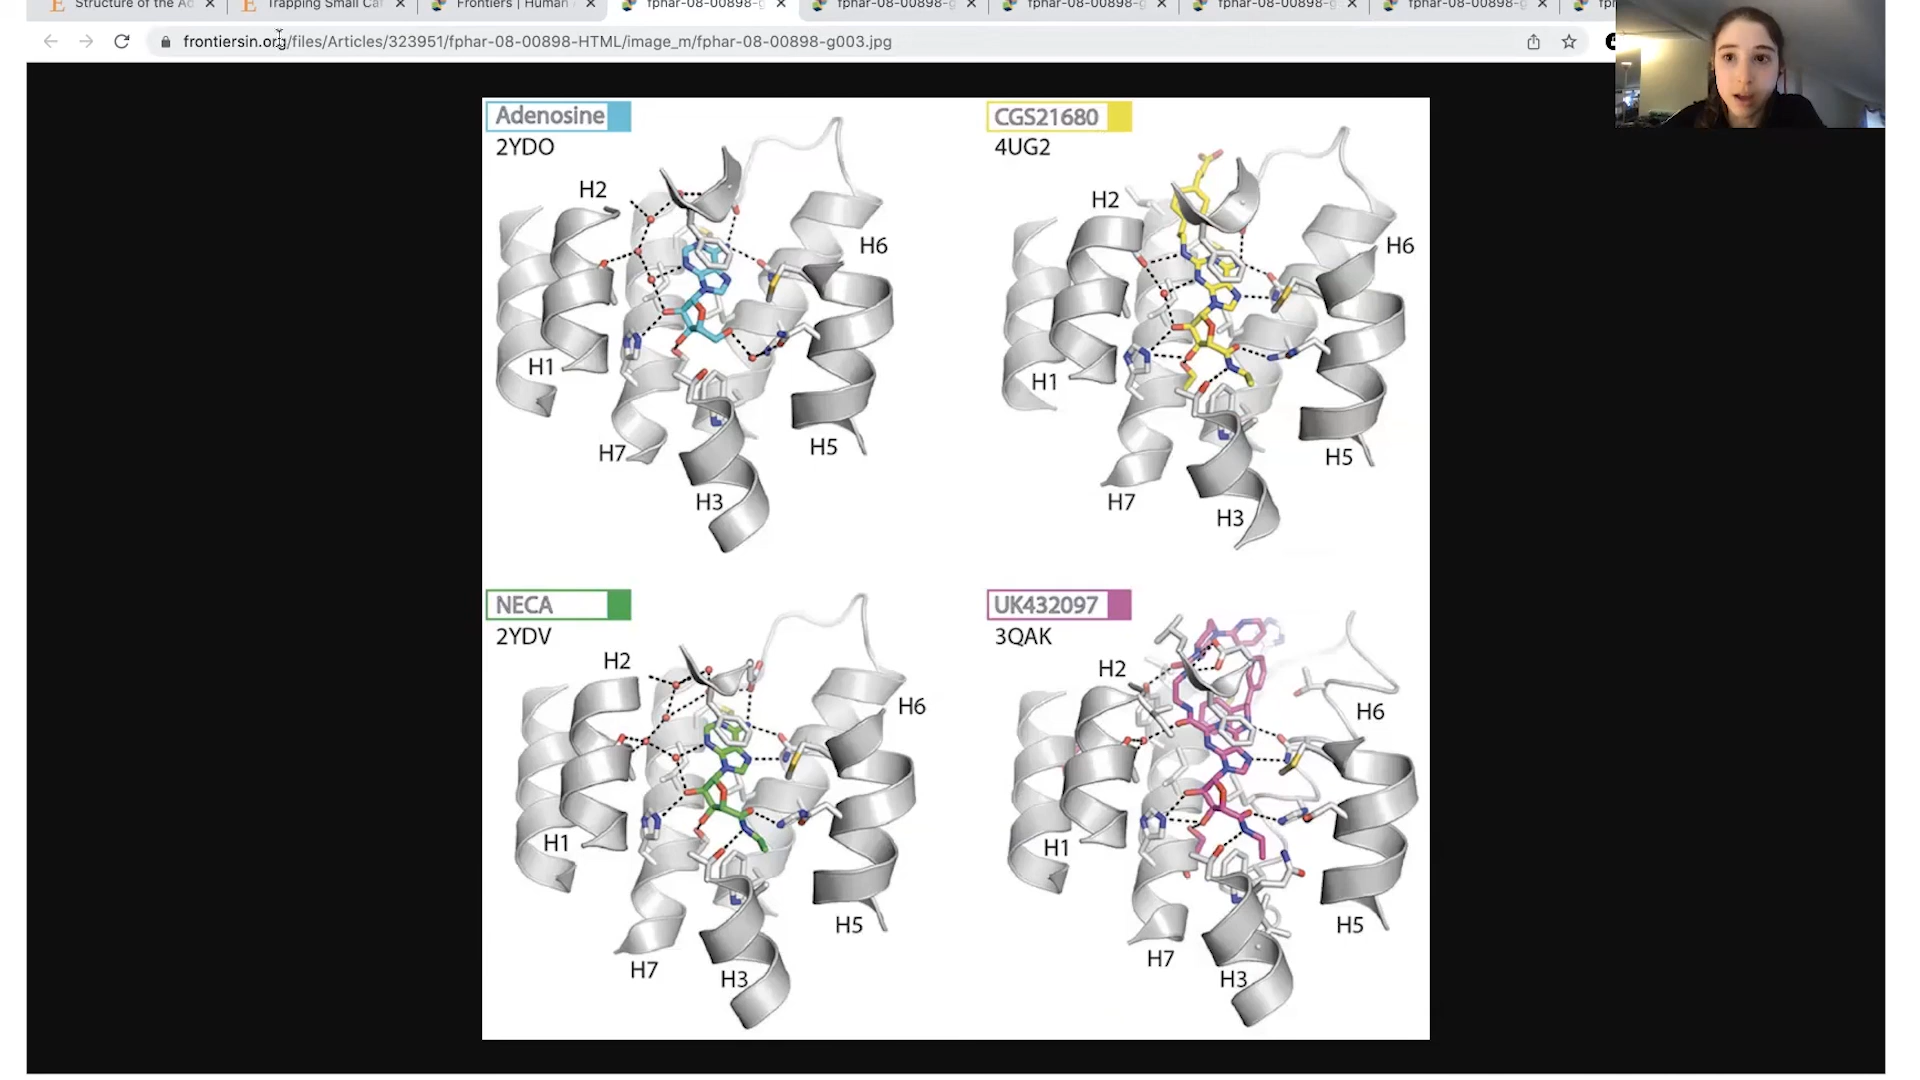 Structure of the Ad
Trapping Small Cat
Frontiers | Human
fphar-08-00898-g
fphar-08-00898-g
fphar-08-00898-g
fphar-08-00898-g
fphar-08-00898-g
frontiersin.org/files/Articles/323951/fphar-08-00898-HTML/image_m/fphar-08-00898-g003.jpg
Adenosine
2YDO
H2
H6
H1
H7
H5
H3
CGS21680
4UG2
H2
H6
H1
H5
H7
H3
NECA
2YDV
H2
H6
H1
H5
H7
H3
UK432097
3QAK
H2
H6
H1
H5
H7
H3